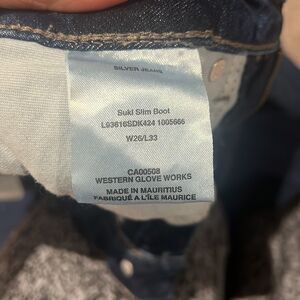 SILVER JEANS
Suki Slim Boot
L93616SDK424 1005666
W26/L33
CA00508
WESTERN GLOVE WORKS
MADE IN MAURITIUS
FABRIQUÉ A L'ÎLE MAURICE